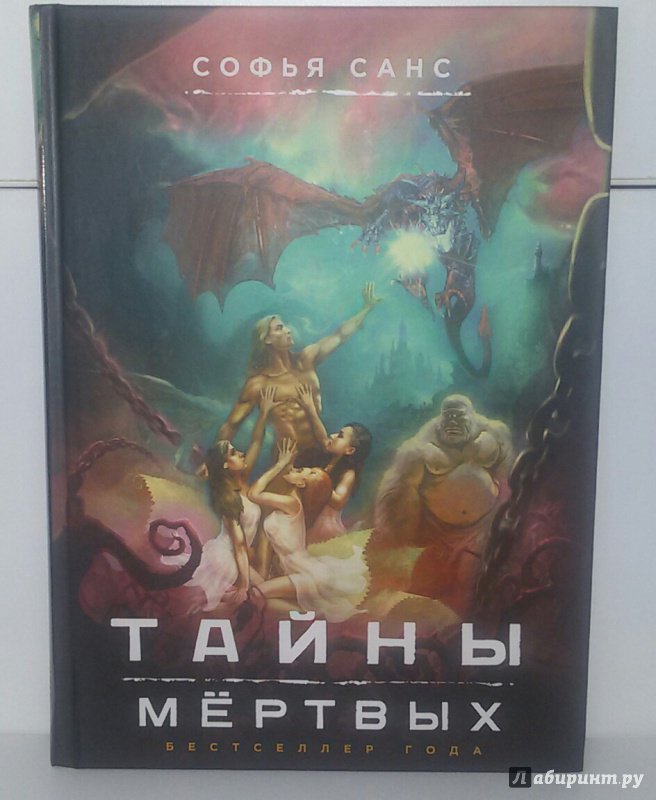 СОФЬЯ САНС
ТАЙНЫ
МЁРТВЫХ
БЕСТСЕЛЛЕР ГОДА
Лабиринт.ру